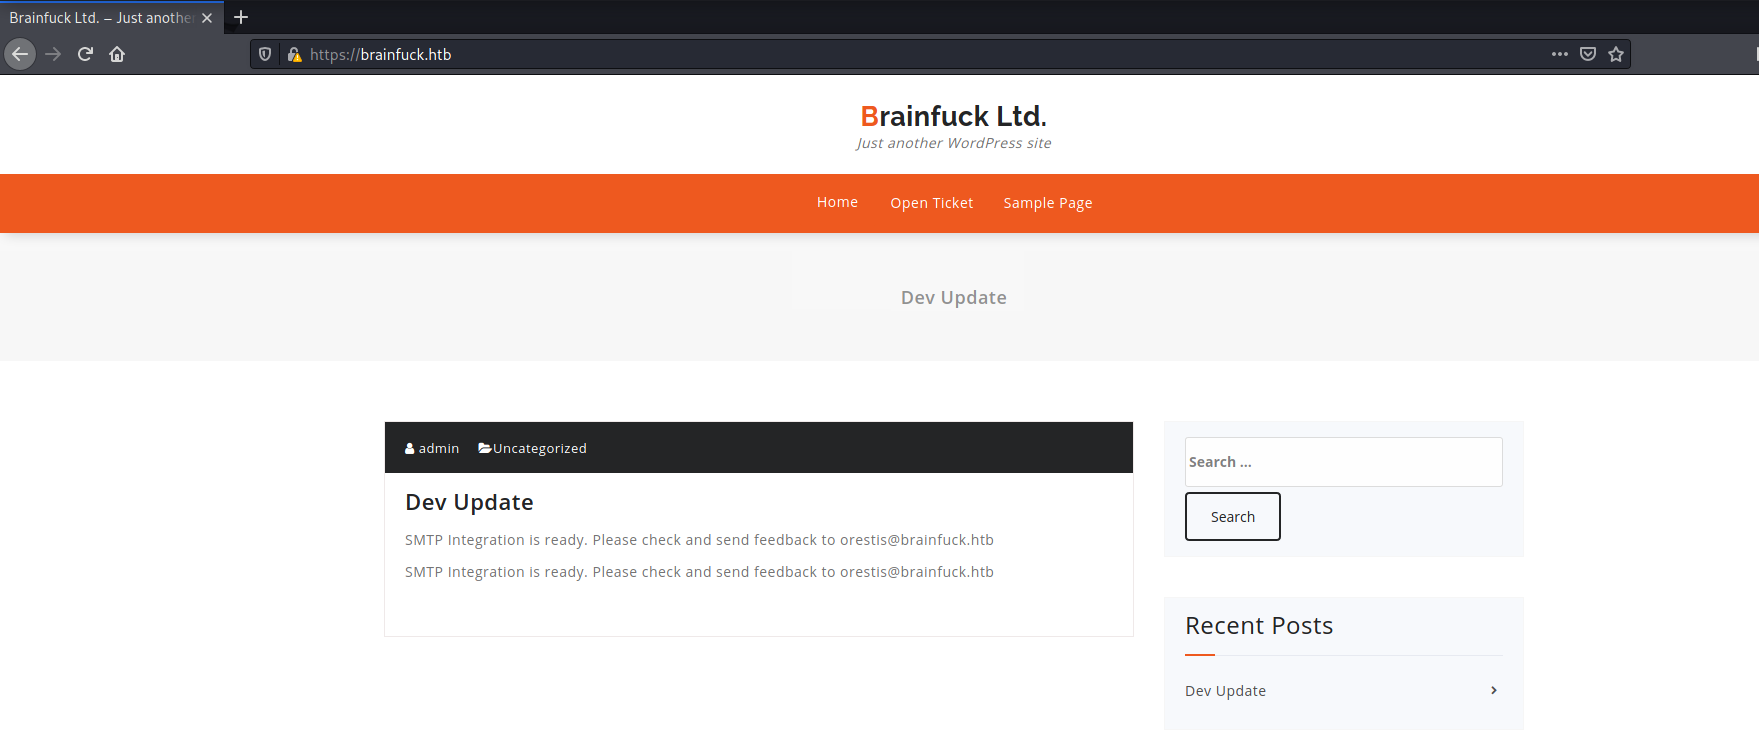 Brainfuck Ltd. – Just another
https://brainfuck.htb
Brainfuck Ltd.
Just another WordPress site
Home Open Ticket Sample Page
Dev Update
admin Uncategorized
Dev Update
SMTP Integration is ready. Please check and send feedback to orestis@brainfuck.htb
SMTP Integration is ready. Please check and send feedback to orestis@brainfuck.htb
Search ...
Search
Recent Posts
Dev Update